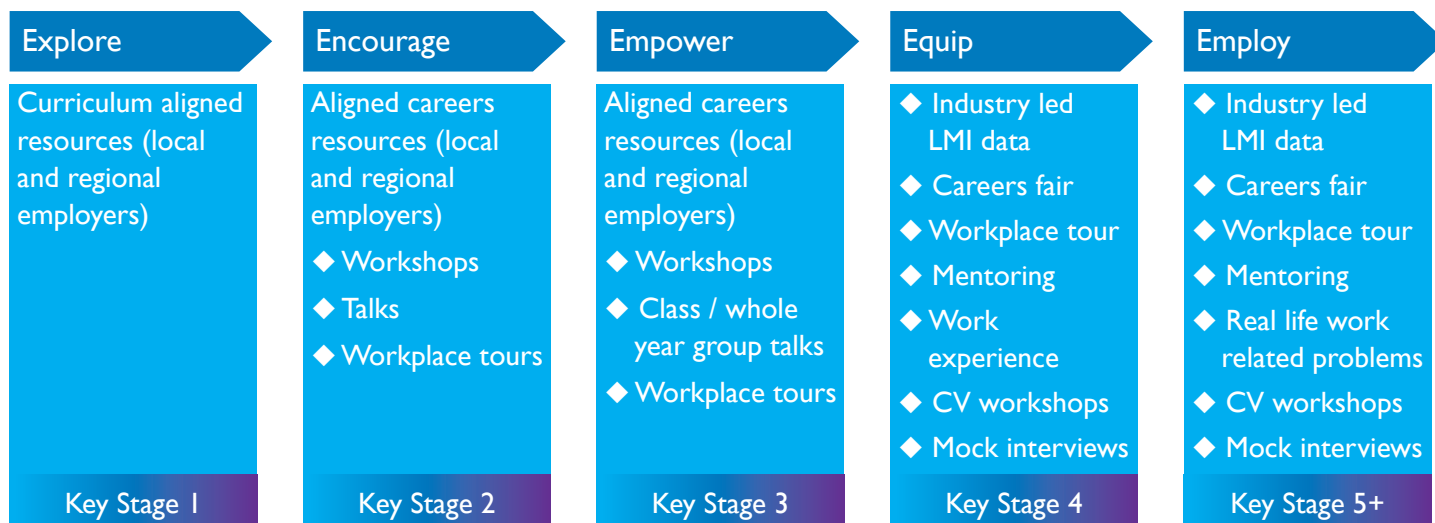 Explore
Curriculum aligned
resources (local
and regional
employers)
Key Stage 1
Encourage
Aligned careers
resources (local
and regional
employers)
◆ Workshops
◆ Talks
◆ Workplace tours
Key Stage 2
Empower
Aligned careers
resources (local
and regional
employers)
◆ Workshops
◆ Class / whole
year group talks
◆ Workplace tours
Key Stage 3
Equip
◆ Industry led
LMI data
◆ Careers fair
◆ Workplace tour
◆ Mentoring
◆ Work
experience
◆ CV workshops
◆ Mock interviews
Key Stage 4
Employ
◆ Industry led
LMI data
◆ Careers fair
◆ Workplace tour
◆ Mentoring
◆ Real life work
related problems
◆ CV workshops
◆ Mock interviews
Key Stage 5+